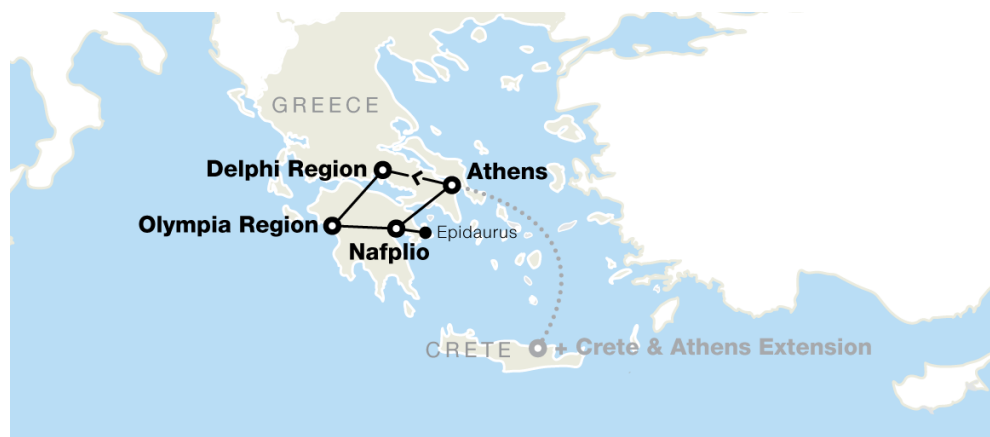 GREECE
Delphi Region
Athens
Olympia Region
Epidaurus
Nafplio
CRETE
+ Crete & Athens Extension